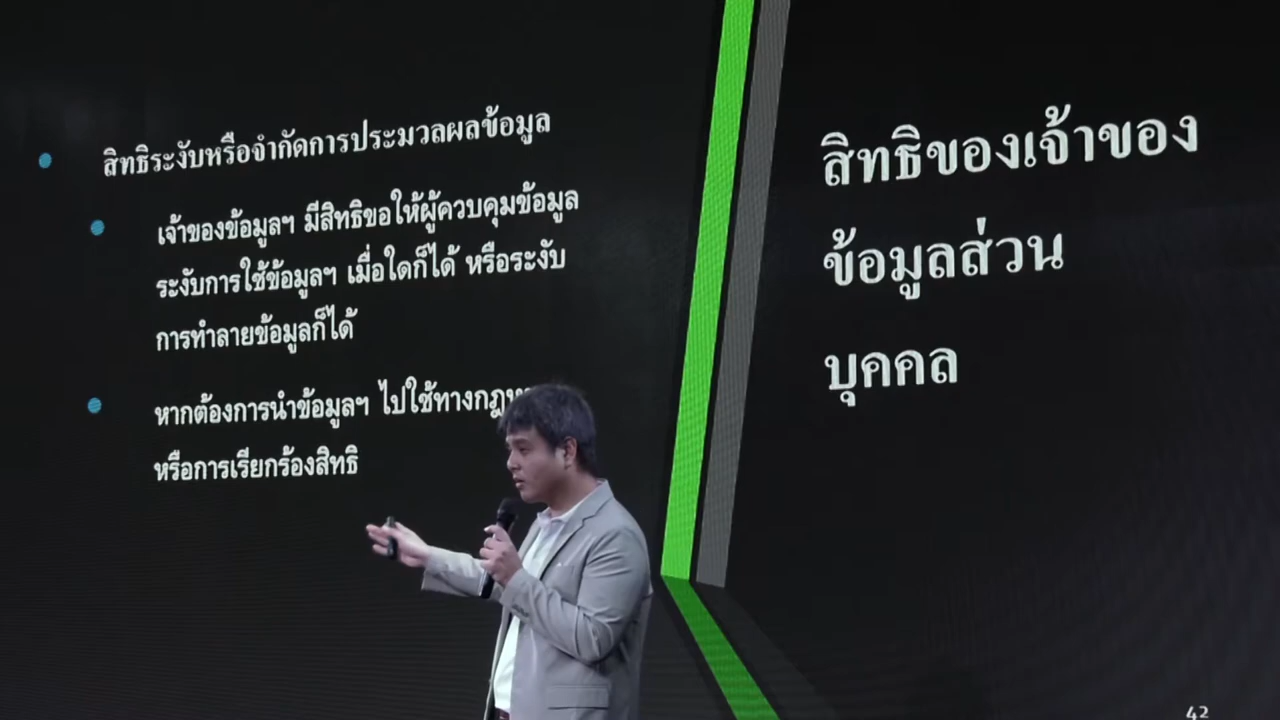 สิทธิระงับหรือจำกัดการประมวลผลข้อมูล
เจ้าของข้อมูลฯ มีสิทธิขอให้ผู้ควบคุมข้อมูล
ระงับการใช้ข้อมูลฯ เมื่อใดก็ได้ หรือระงับ
การทำลายข้อมูลก็ได้
หากต้องการนำข้อมูลฯ ไปใช้ทาง
หรือการเรียกร้องสิทธิ
สิทธิของเจ้าของ
ข้อมูลส่วน
บุคคล
42